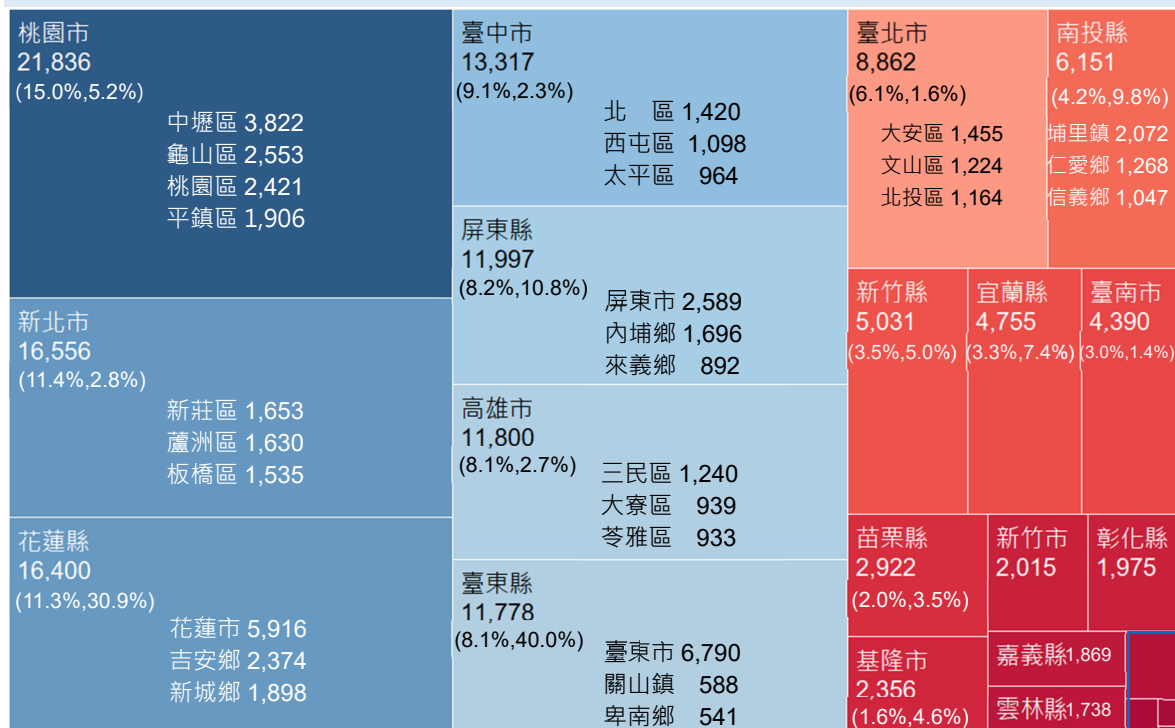 桃園市
21,836
(15.0%,5.2%)
中壢區 3,822
龜山區 2,553
桃園區 2,421
平鎮區 1,906
新北市
16,556
(11.4%,2.8%)
新莊區 1,653
蘆洲區 1,630
板橋區 1,535
花蓮縣
16,400
(11.3%,30.9%)
花蓮市 5,916
吉安鄉 2,374
新城鄉 1,898
臺中市
13,317
(9.1%,2.3%)
北　區 1,420
西屯區 1,098
太平區 964
屏東縣
11,997
(8.2%,10.8%)
屏東市 2,589
內埔鄉 1,696
來義鄉 892
高雄市
11,800
(8.1%,2.7%)
三民區 1,240
大寮區 939
苓雅區 933
臺東縣
11,778
(8.1%,40.0%)
臺東市 6,790
關山鎮 588
卑南鄉 541
臺北市
8,862
(6.1%,1.6%)
大安區 1,455
文山區 1,224
北投區 1,164
南投縣
6,151
(4.2%,9.8%)
埔里鎮 2,072
仁愛鄉 1,268
信義鄉 1,047
新竹縣
5,031
(3.5%,5.0%)
宜蘭縣
4,755
(3.3%,7.4%)
臺南市
4,390
(3.0%,1.4%)
苗栗縣
2,922
(2.0%,3.5%)
新竹市
2,015
彰化縣
1,975
基隆市
2,356
(1.6%,4.6%)
嘉義縣1,869
雲林縣1,738